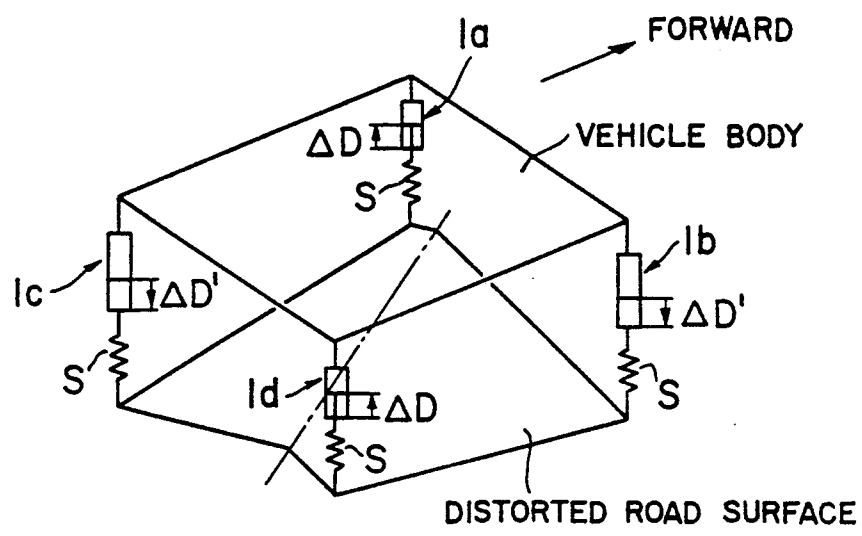 FORWARD
1a
ΔD
VEHICLE BODY
S
1b
1c
ΔD'
ΔD'
S
1d
ΔD
S
S
DISTORTED ROAD SURFACE